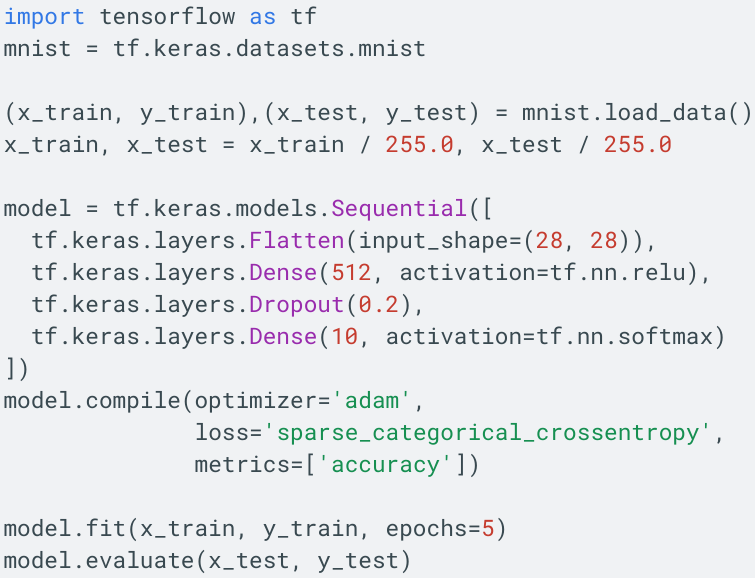 import tensorflow as tf
mnist = tf.keras.datasets.mnist

(x_train, y_train),(x_test, y_test) = mnist.load_data()
x_train, x_test = x_train / 255.0, x_test / 255.0

model = tf.keras.models.Sequential([
  tf.keras.layers.Flatten(input_shape=(28, 28)),
  tf.keras.layers.Dense(512, activation=tf.nn.relu),
  tf.keras.layers.Dropout(0.2),
  tf.keras.layers.Dense(10, activation=tf.nn.softmax)
])
model.compile(optimizer='adam',
              loss='sparse_categorical_crossentropy',
              metrics=['accuracy'])

model.fit(x_train, y_train, epochs=5)
model.evaluate(x_test, y_test)